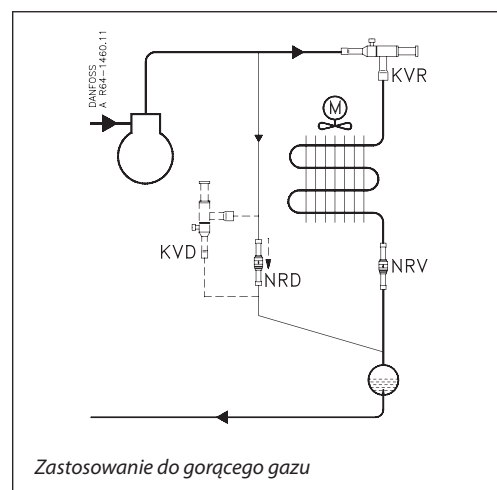 DANFOSS
A R64-1460.11
KVR
M
KVD
NRD
NRV
Zastosowanie do gorącego gazu